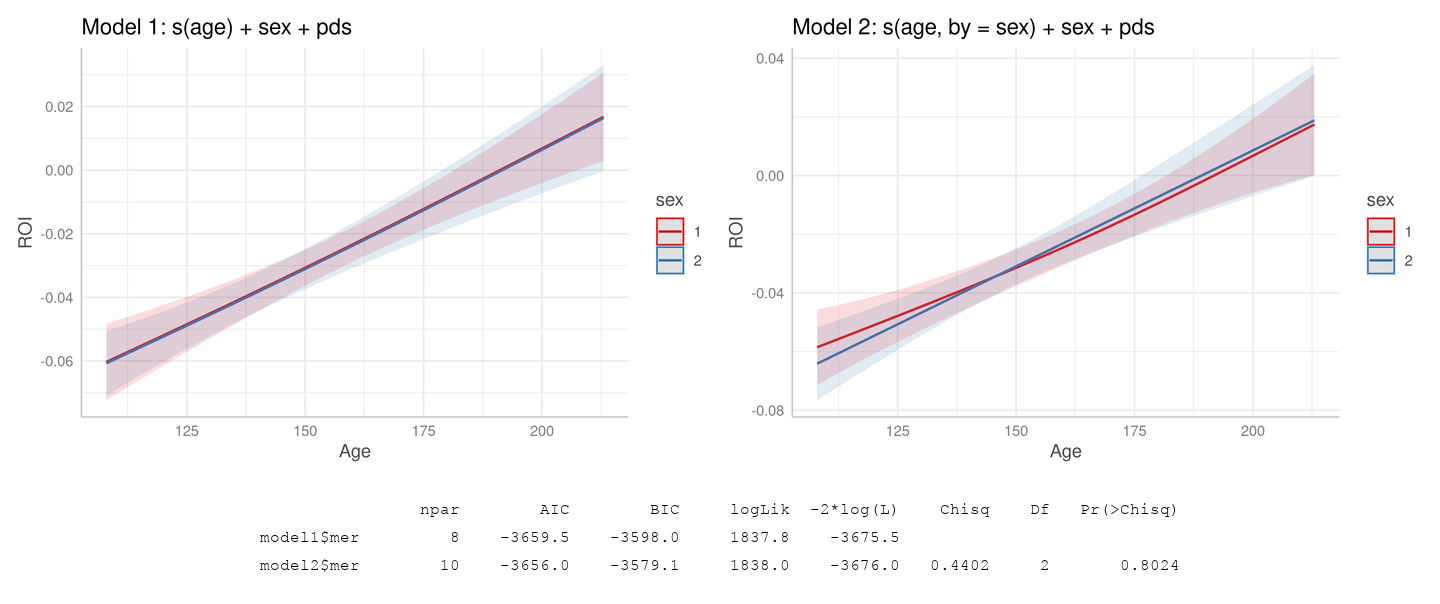 Model 1: s(age) + sex + pds
0.02
0.00
-0.02
-0.04
-0.06
ROI
125 150 175 200
Age
sex
1
2
Model 2: s(age, by = sex) + sex + pds
0.04
0.00
-0.04
-0.08
ROI
125 150 175 200
Age
sex
1
2
npar AIC BIC logLik -2*log(L) Chisq Df Pr(>Chisq)
model1$mer 8 -3659.5 -3598.0 1837.8 -3675.5
model2$mer 10 -3656.0 -3579.1 1838.0 -3676.0 0.4402 2 0.8024